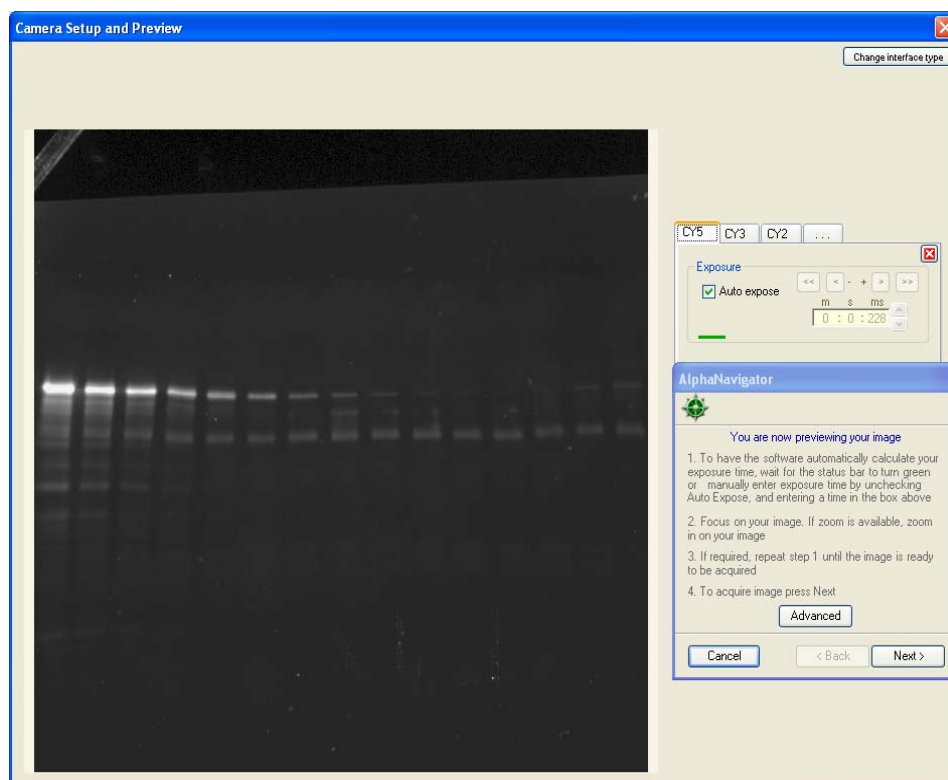 Camera Setup and Preview
Change interface type
CY5 CY3 CY2 ...
Exposure
Auto expose
<< < - + > >>
m s ms
0 : 0 : 228
AlphaNavigator
You are now previewing your image
1. To have the software automatically calculate your
exposure time, wait for the status bar to turn green
or manually enter exposure time by unchecking
Auto Expose, and entering a time in the box above
2. Focus on your image. If zoom is available, zoom
in on your image
3. If required, repeat step 1 until the image is ready
to be acquired
4. To acquire image press Next
Advanced
Cancel < Back Next >